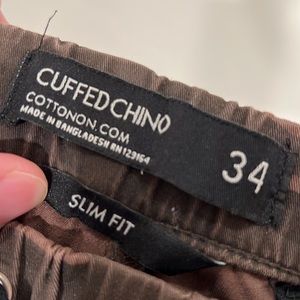 CUFFED CHINO
COTTONON.COM
MADE IN BANGLADESH RN129164
34
SLIM FIT